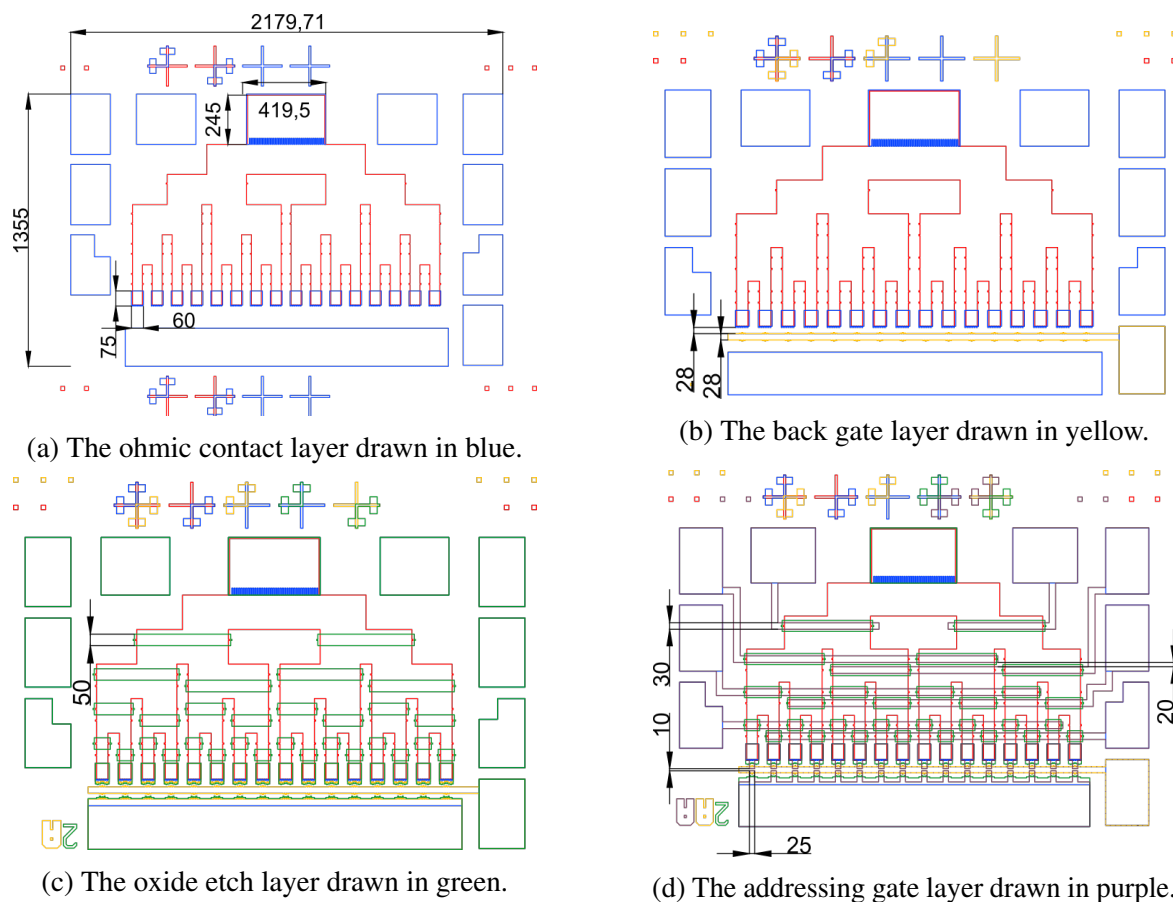 2179,71
419,5
245
1355
60
75
(a) The ohmic contact layer drawn in blue.
28
28
(b) The back gate layer drawn in yellow.
50
A2
(c) The oxide etch layer drawn in green.
30
20
10
25
(d) The addressing gate layer drawn in purple.